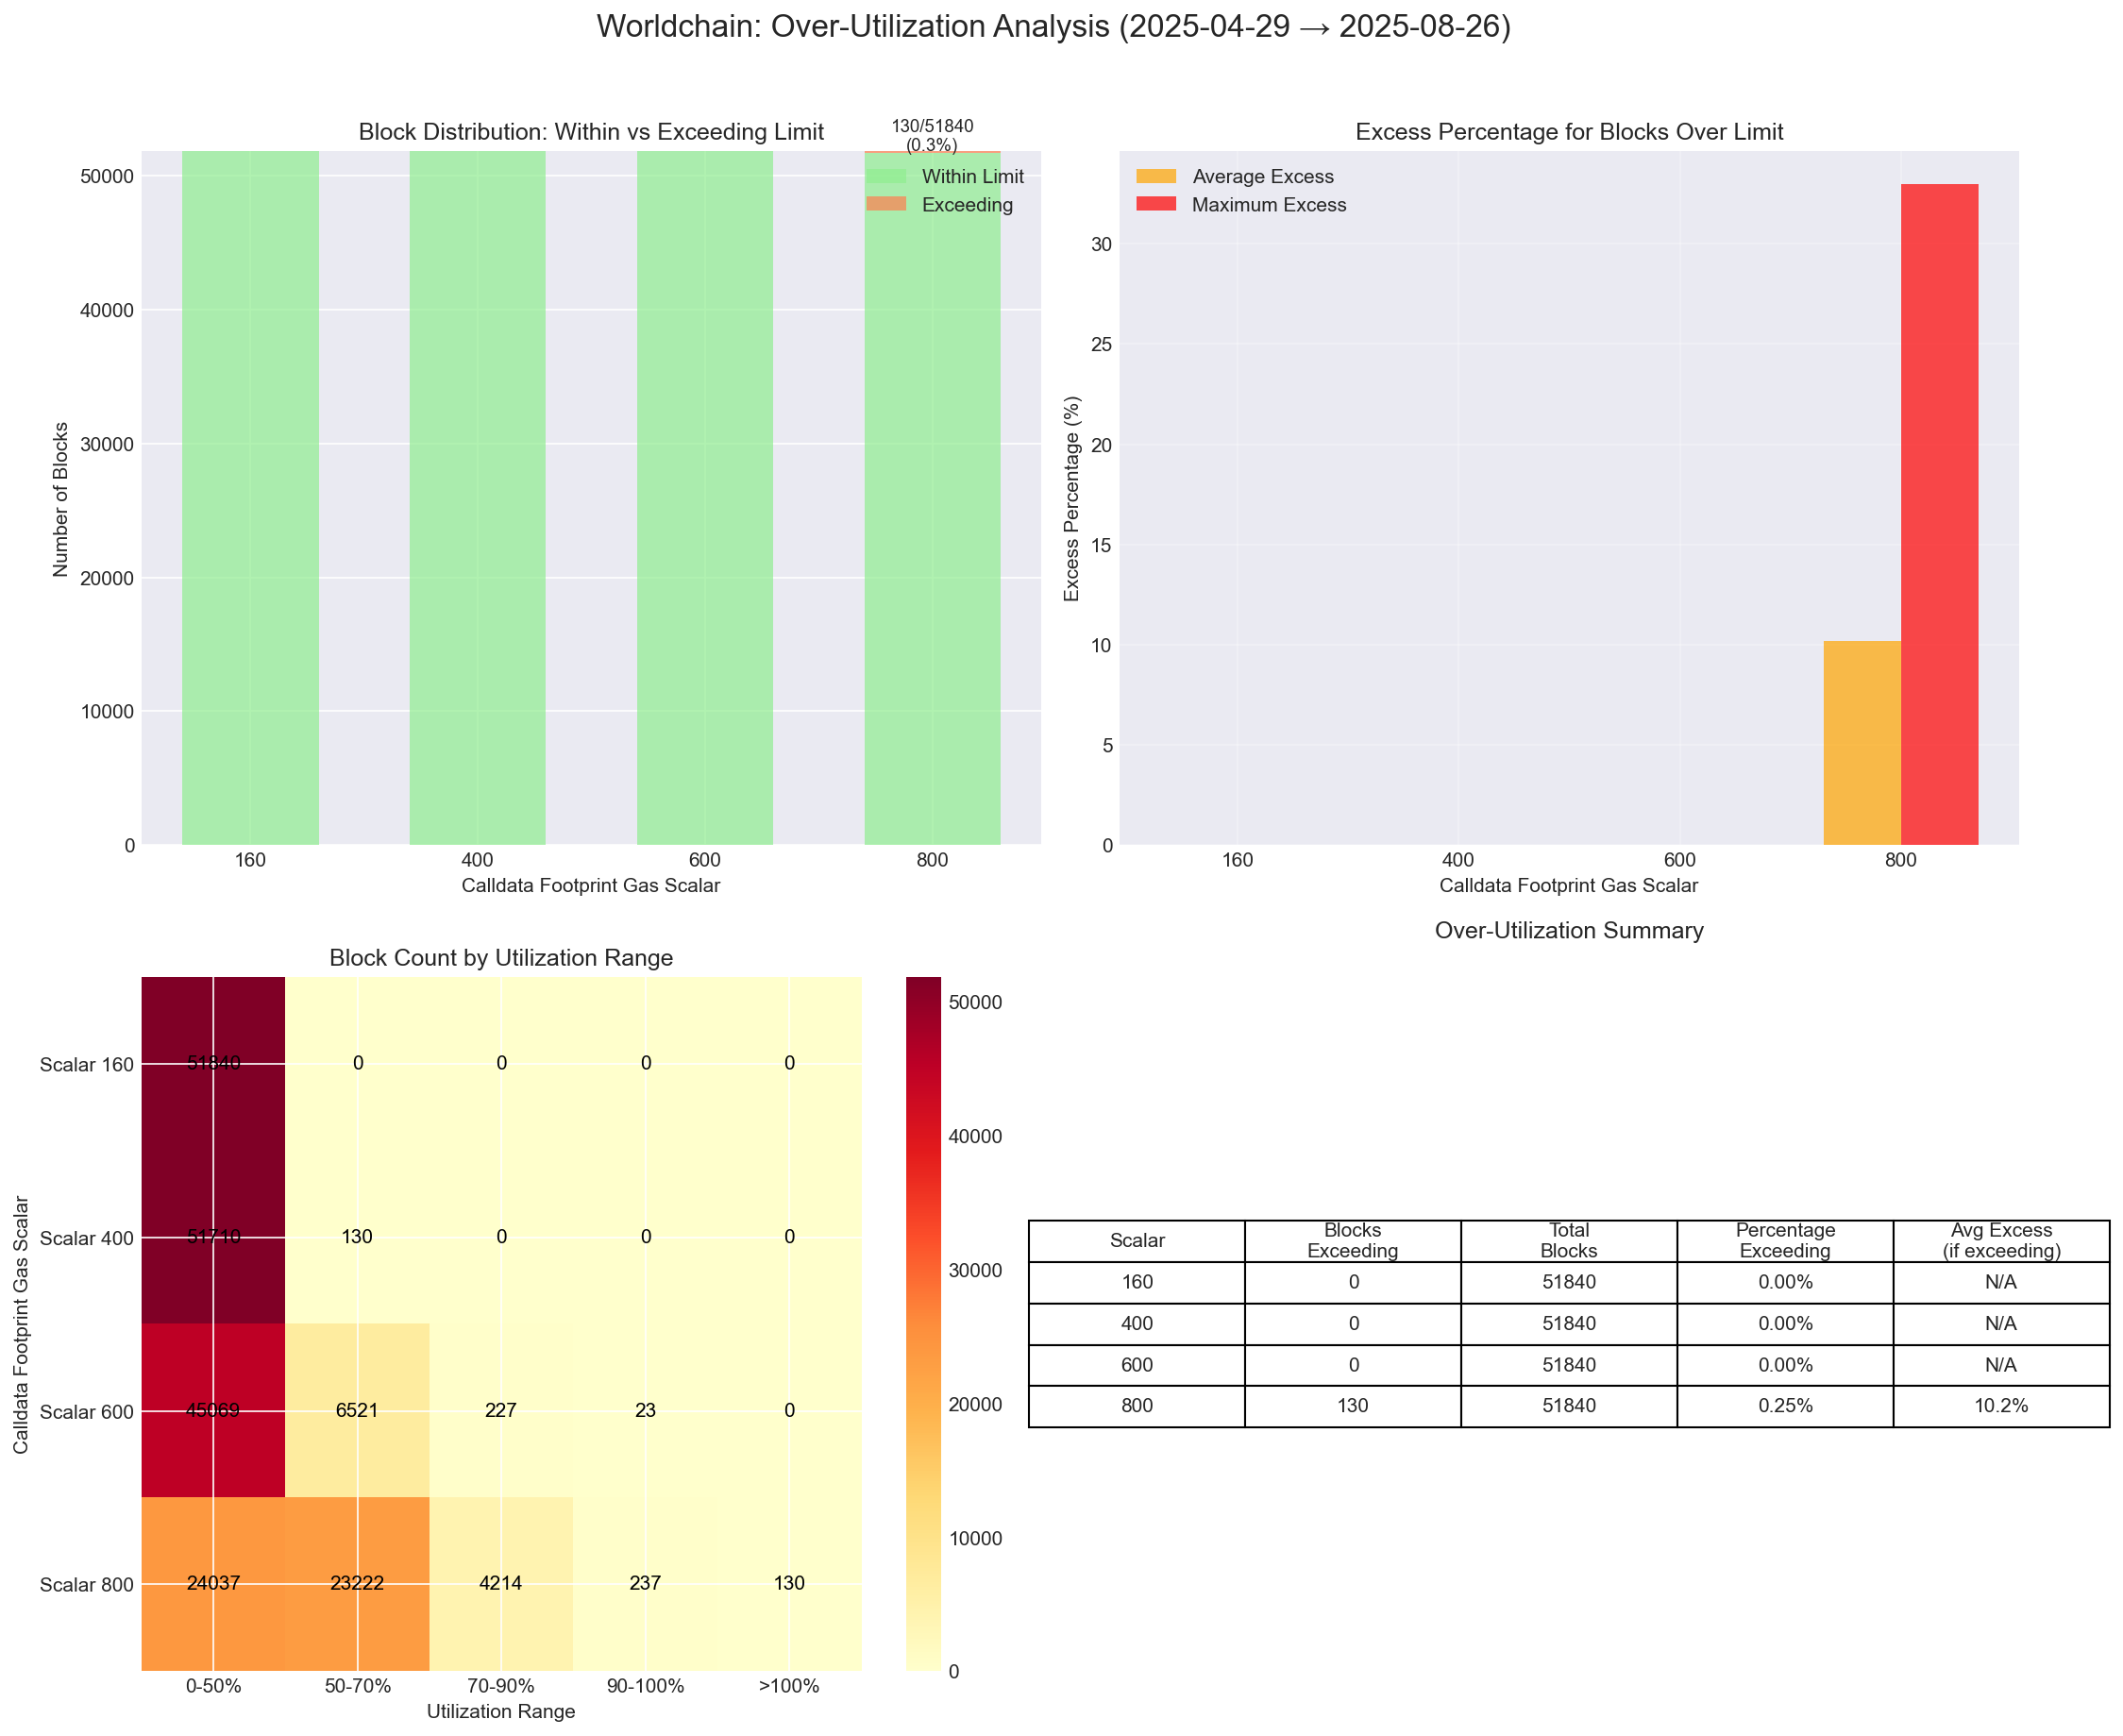 Worldchain: Over-Utilization Analysis (2025-04-29 → 2025-08-26)
Block Distribution: Within vs Exceeding Limit
130/51840
(0.3%)
Within Limit
Exceeding
50000
40000
30000
20000
10000
0
Number of Blocks
160 400 600 800
Calldata Footprint Gas Scalar
Excess Percentage for Blocks Over Limit
Average Excess
Maximum Excess
30
25
20
15
10
5
0
Excess Percentage (%)
160 400 600 800
Calldata Footprint Gas Scalar
Block Count by Utilization Range
Calldata Footprint Gas Scalar
Scalar 160 51840 0 0 0 0
Scalar 400 51710 130 0 0 0
Scalar 600 45069 6521 227 23 0
Scalar 800 24037 23222 4214 237 130
0-50% 50-70% 70-90% 90-100% >100%
Utilization Range
50000
40000
30000
20000
10000
0
Over-Utilization Summary
Scalar Blocks Exceeding Total Blocks Percentage Exceeding Avg Excess (if exceeding)
160 0 51840 0.00% N/A
400 0 51840 0.00% N/A
600 0 51840 0.00% N/A
800 130 51840 0.25% 10.2%